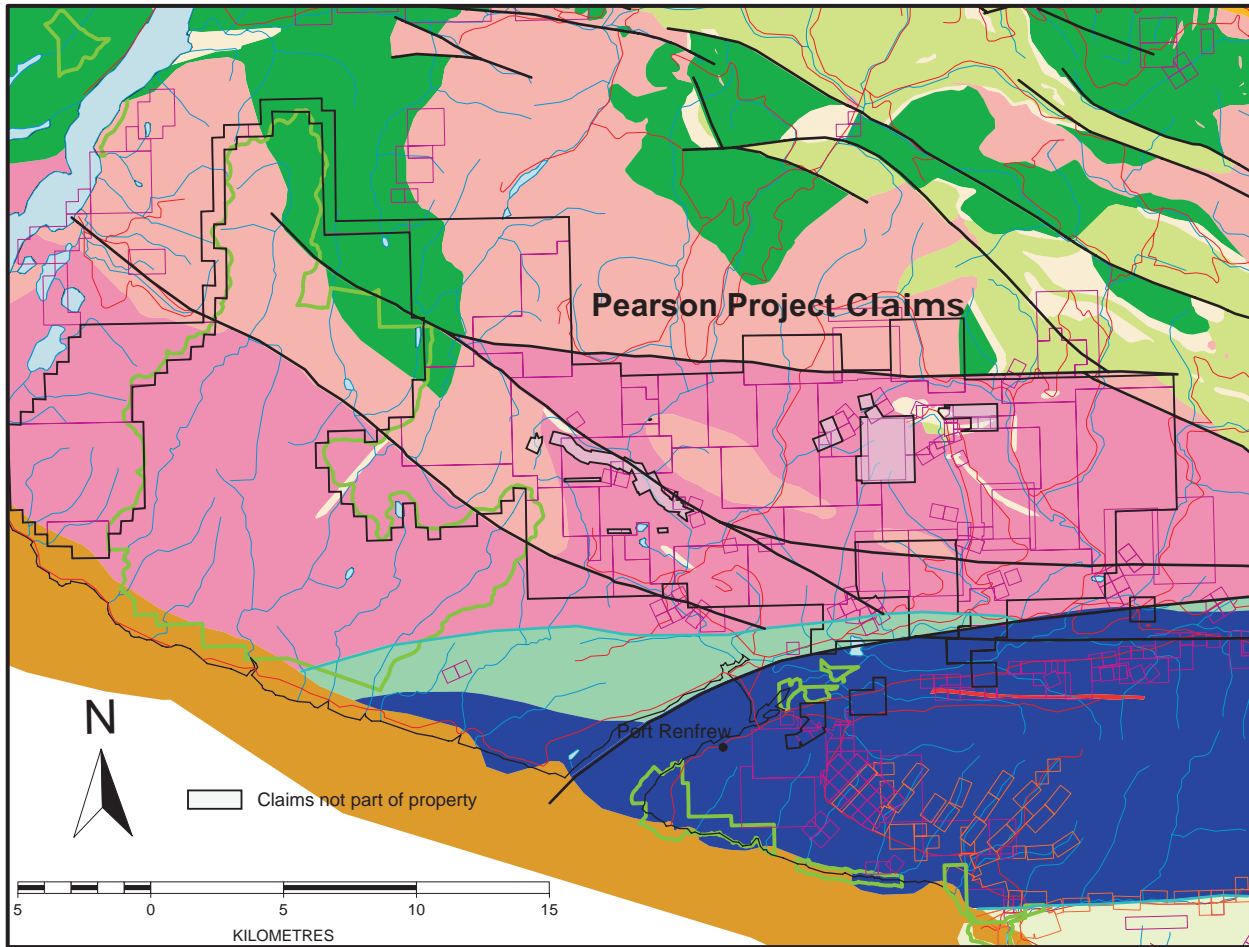 Pearson Project Claims
Port Renfrew
N
Claims not part of property
5 0 5 10 15
KILOMETRES